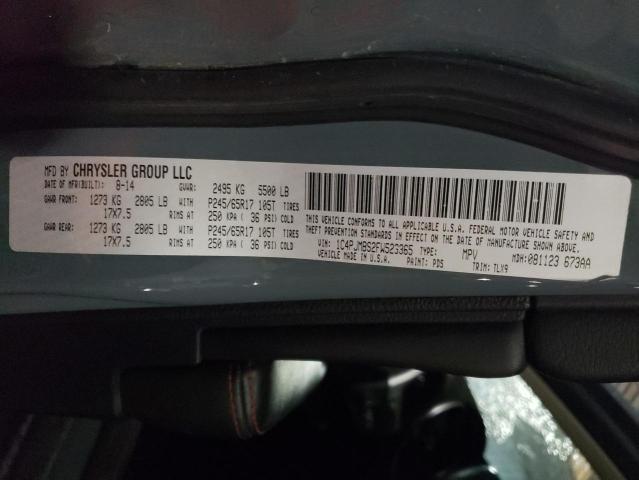 MFD BY CHRYSLER GROUP LLC
DATE OF MFR(BUILT): 8-14 GVWR: 2495 KG 5500 LB
GAWR FRONT: 1273 KG 2805 LB WITH P245/65R17 105T TIRES
17X7.5 RIMS AT 250 KPA ( 36 PSI) COLD
GAWR REAR: 1273 KG 2805 LB WITH P245/65R17 105T TIRES
17X7.5 RIMS AT 250 KPA ( 36 PSI) COLD
THIS VEHICLE CONFORMS TO ALL APPLICABLE U.S.A. FEDERAL MOTOR VEHICLE SAFETY AND
THEFT PREVENTION STANDARDS IN EFFECT ON THE DATE OF MANUFACTURE SHOWN ABOVE.
VIN: 1C4PJMBS2FW523365 TYPE: MPV MDH: 081123 673AA
VEHICLE MADE IN U.S.A. PAINT: PDS TRIM: TLX9